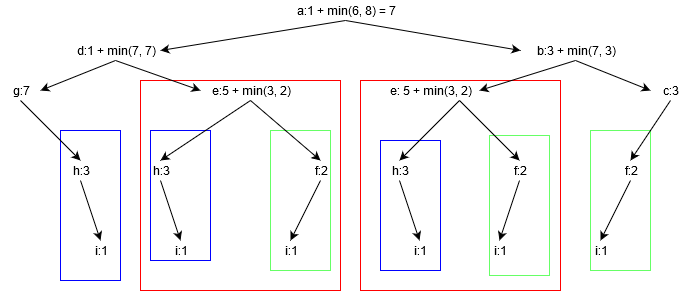 a:1 + min(6, 8) = 7
d:1 + min(7, 7)
b:3 + min(7, 3)
g:7
e:5 + min(3, 2)
e: 5 + min(3, 2)
c:3
h:3
h:3
f:2
h:3
f:2
f:2
i:1
i:1
i:1
i:1
i:1
i:1